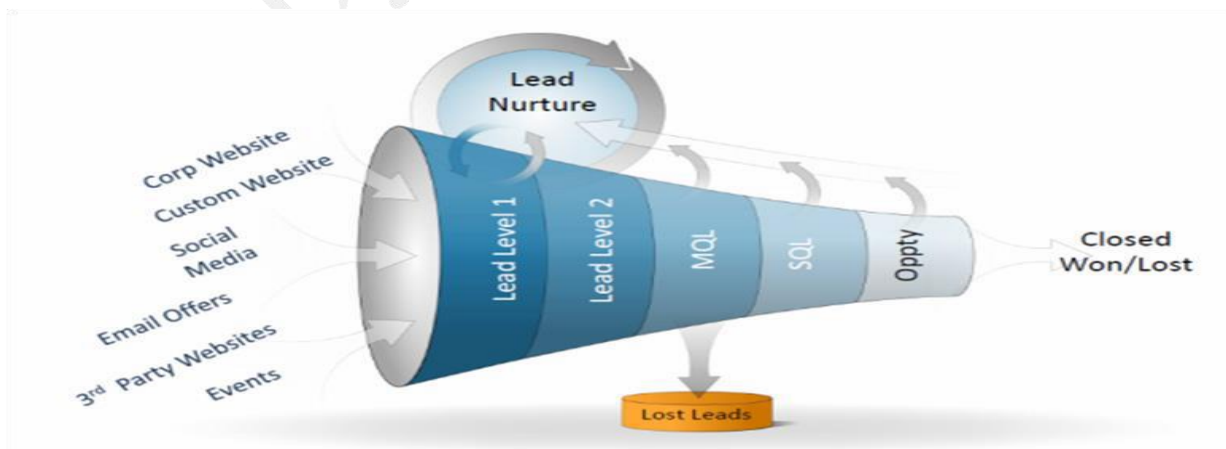 Lead
Nurture
Corp Website
Custom Website
Social
Media
Email Offers
3rd Party Websites
Events
Lead Level 1
Lead Level 2
MQL
SQL
Oppty
Closed
Won/Lost
Lost Leads